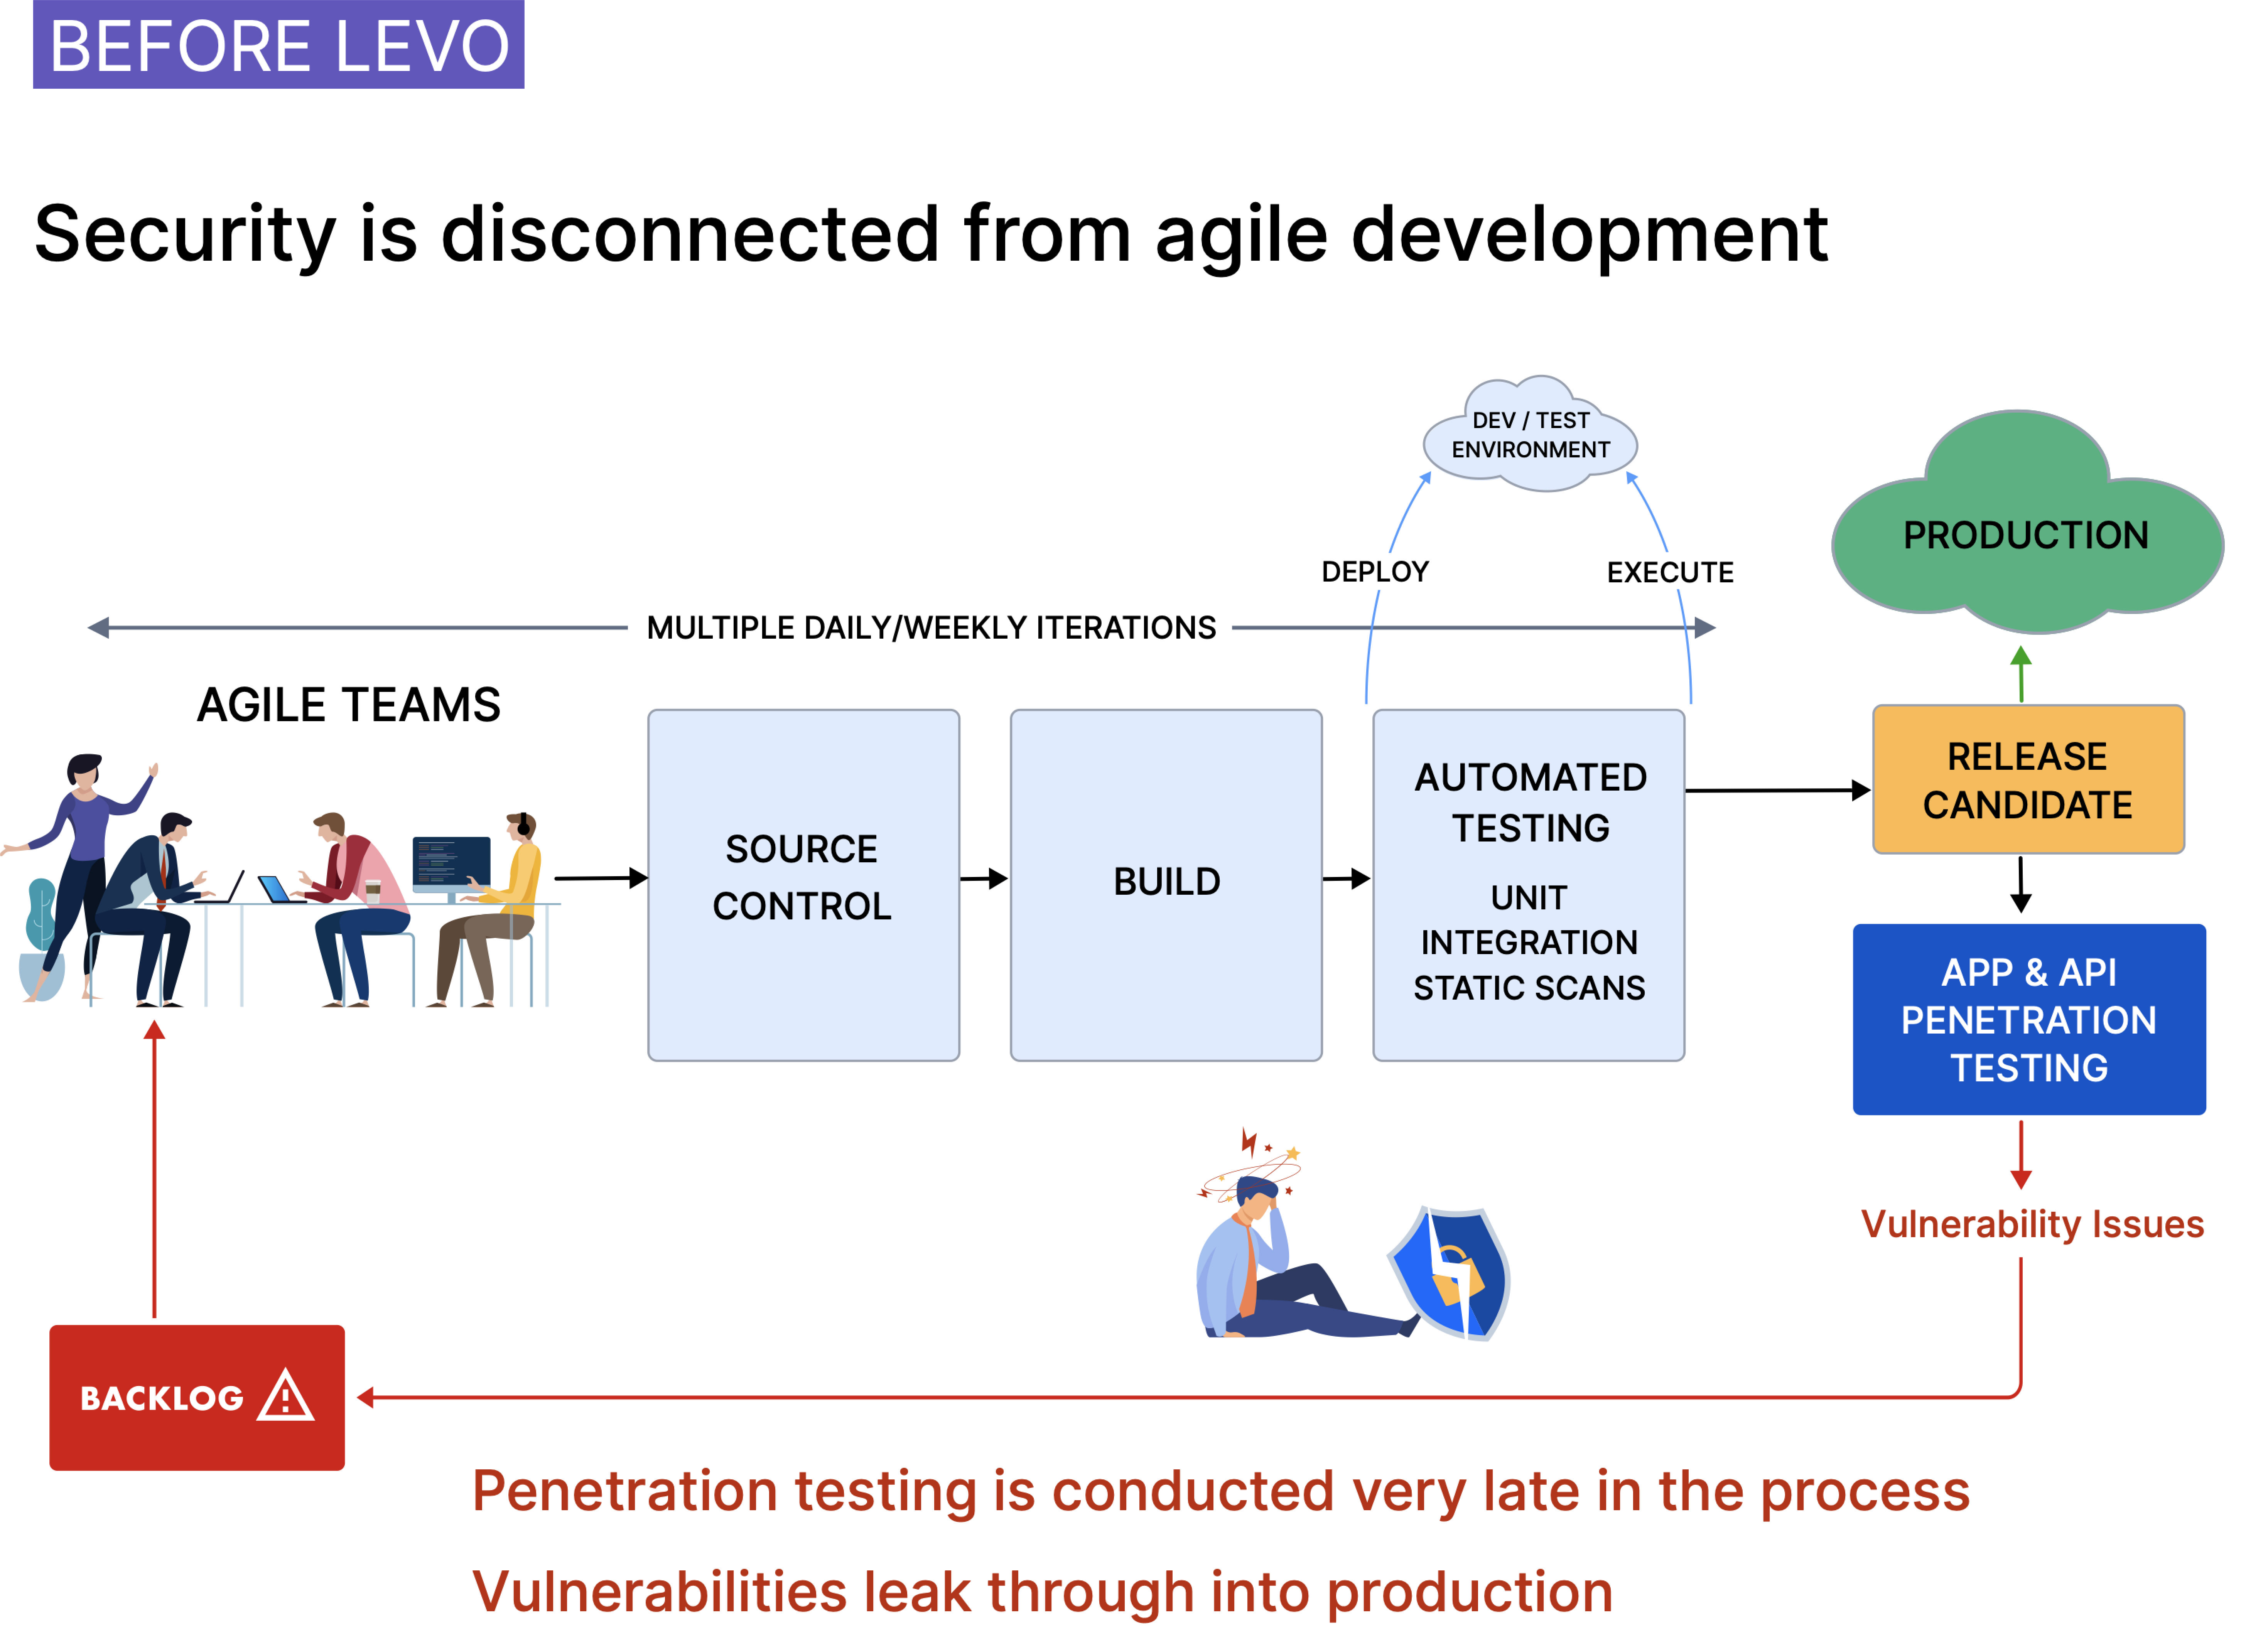 BEFORE LEVO
Security is disconnected from agile development
DEV / TEST
ENVIRONMENT
PRODUCTION
DEPLOY
EXECUTE
MULTIPLE DAILY/WEEKLY ITERATIONS
AGILE TEAMS
SOURCE
CONTROL
BUILD
AUTOMATED
TESTING
UNIT
INTEGRATION
STATIC SCANS
RELEASE
CANDIDATE
APP & API
PENETRATION
TESTING
Vulnerability Issues
BACKLOG
Penetration testing is conducted very late in the process
Vulnerabilities leak through into production